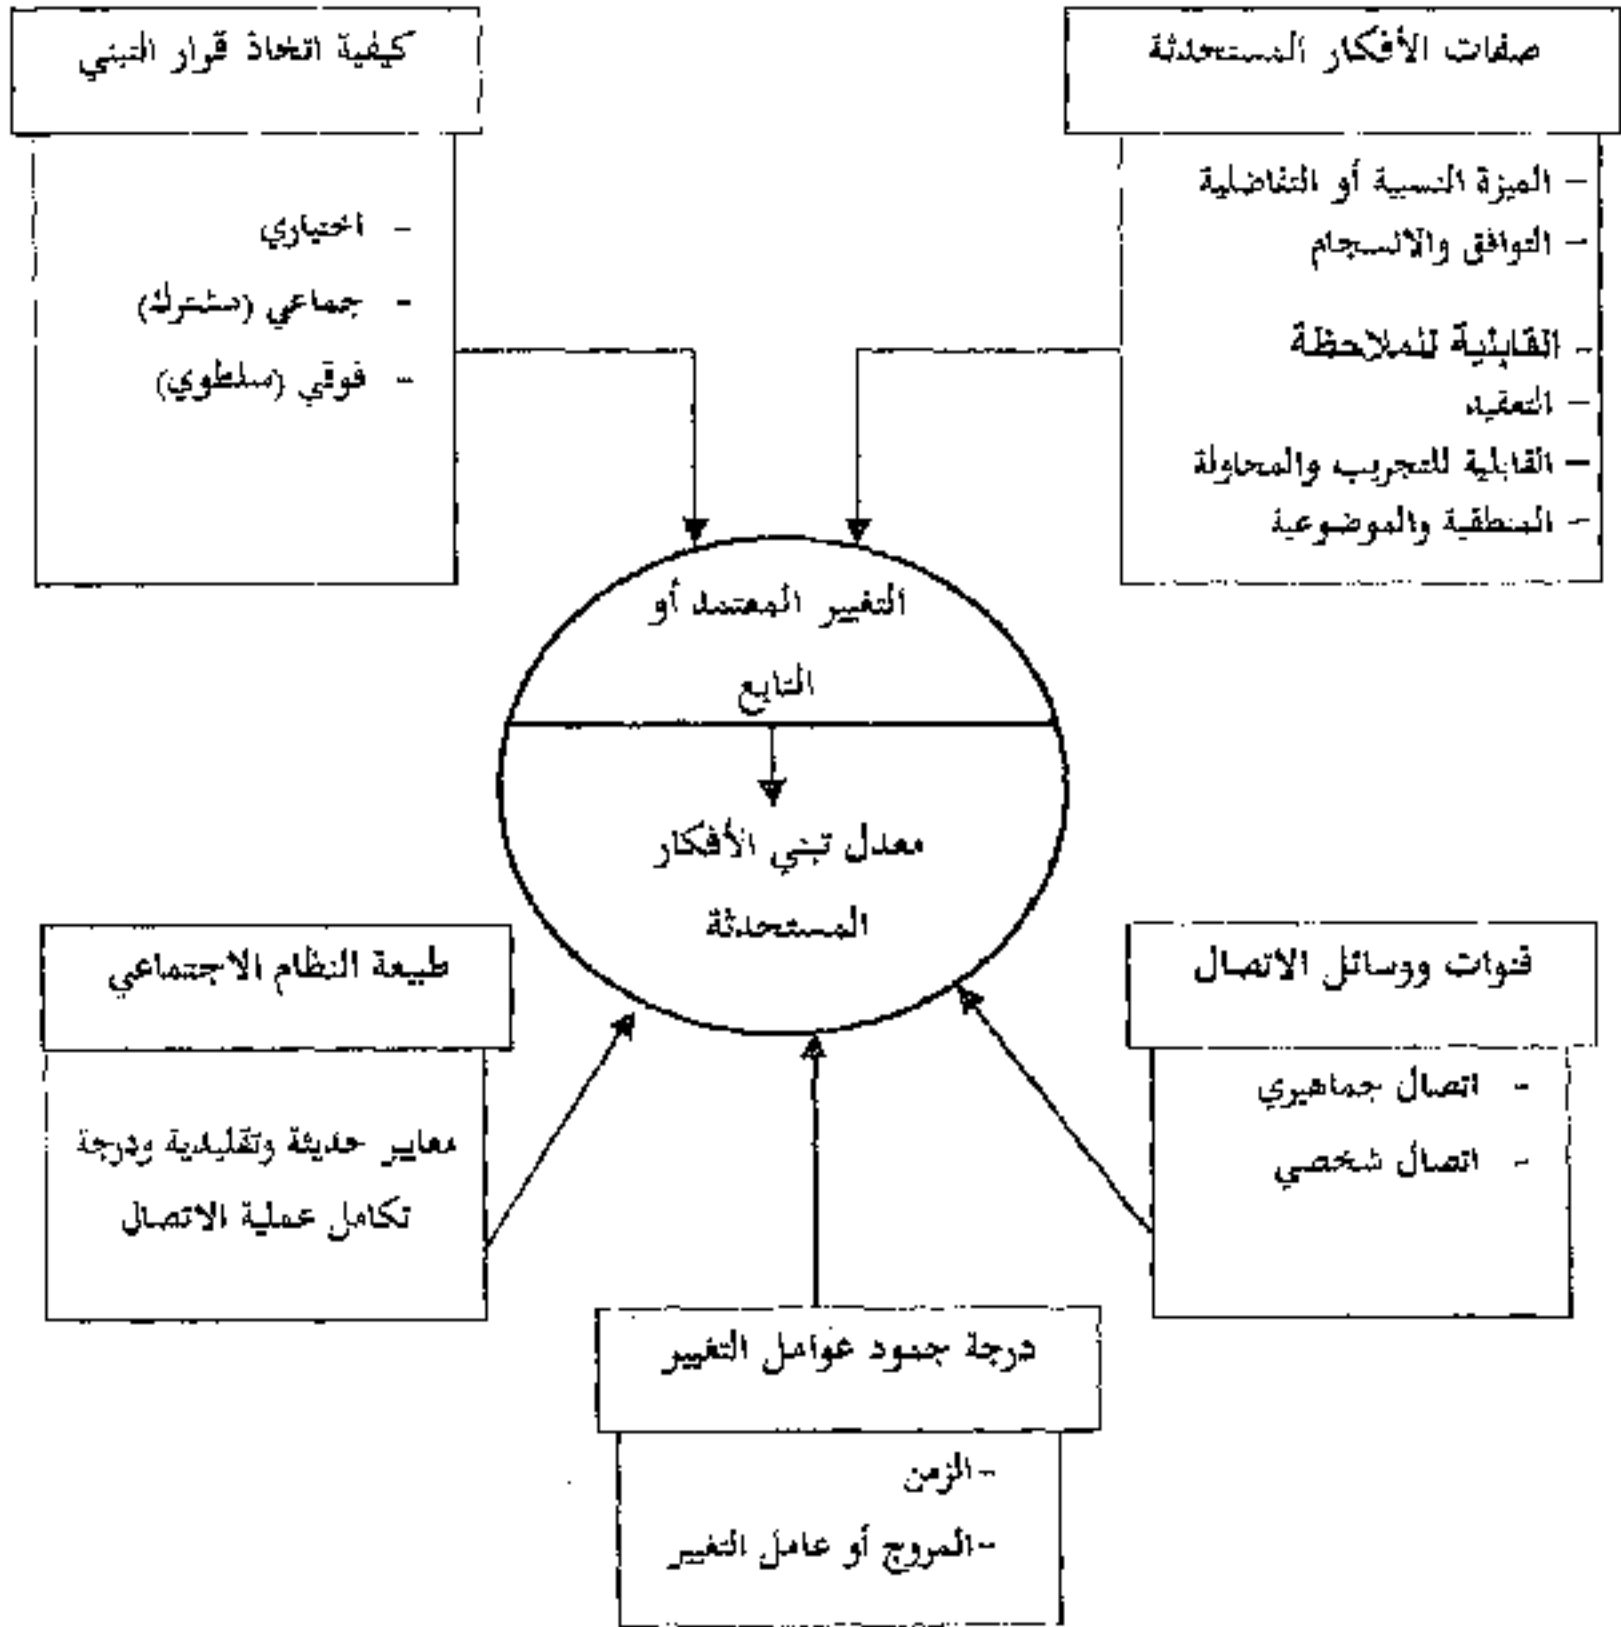 صفات الأفكار المستحدثة
– الميزة النسبية أو التفاضلية
– التوافق والانسجام
– القابلية للملاحظة
– التعقيد
– القابلية للتجريب والمحاولة
– المنطقية والموضوعية
كيفية اتخاذ قرار التبني
- اختياري
- جماعي (مشترك)
- فوقي (سلطوي)
التغيير المعتمد أو
التابع
معدل تبني الأفكار
المستحدثة
قنوات ووسائل الاتصال
- اتصال جماهيري
- اتصال شخصي
طبيعة النظام الاجتماعي
معايير حديثة وتقليدية ودرجة
تكامل عملية الاتصال
درجة جمود عوامل التغيير
-الزمن
-المروج أو عامل التغيير